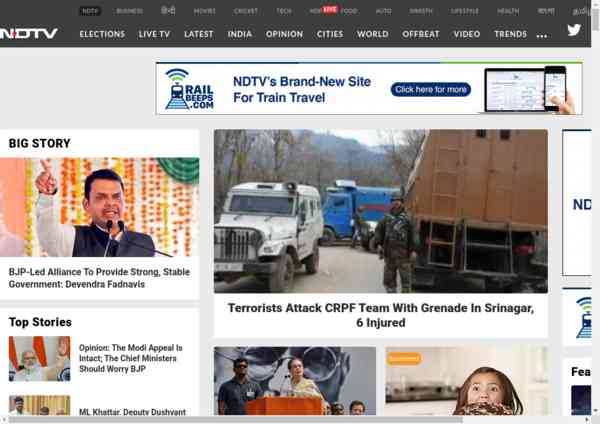 NDTV
BUSINESS
हिन्दी
MOVIES
CRICKET
TECH
LIVE
FOOD
AUTO
SWASTH
LIFESTYLE
HEALTH
বাংলা
NDTV
ELECTIONS
LIVE TV
LATEST
INDIA
OPINION
CITIES
WORLD
OFFBEAT
VIDEO
TRENDS
RAIL
BEEPS
.COM
NDTV's Brand-New Site
For Train Travel
Click here for more
BIG STORY
BJP-Led Alliance To Provide Strong, Stable
Government: Devendra Fadnavis
Terrorists Attack CRPF Team With Grenade In Srinagar,
6 Injured
Top Stories
Opinion: The Modi Appeal Is
Intact; The Chief Ministers
Should Worry BJP
ML Khattar, Deputy Dushyant
Sponsored
ND
Fea